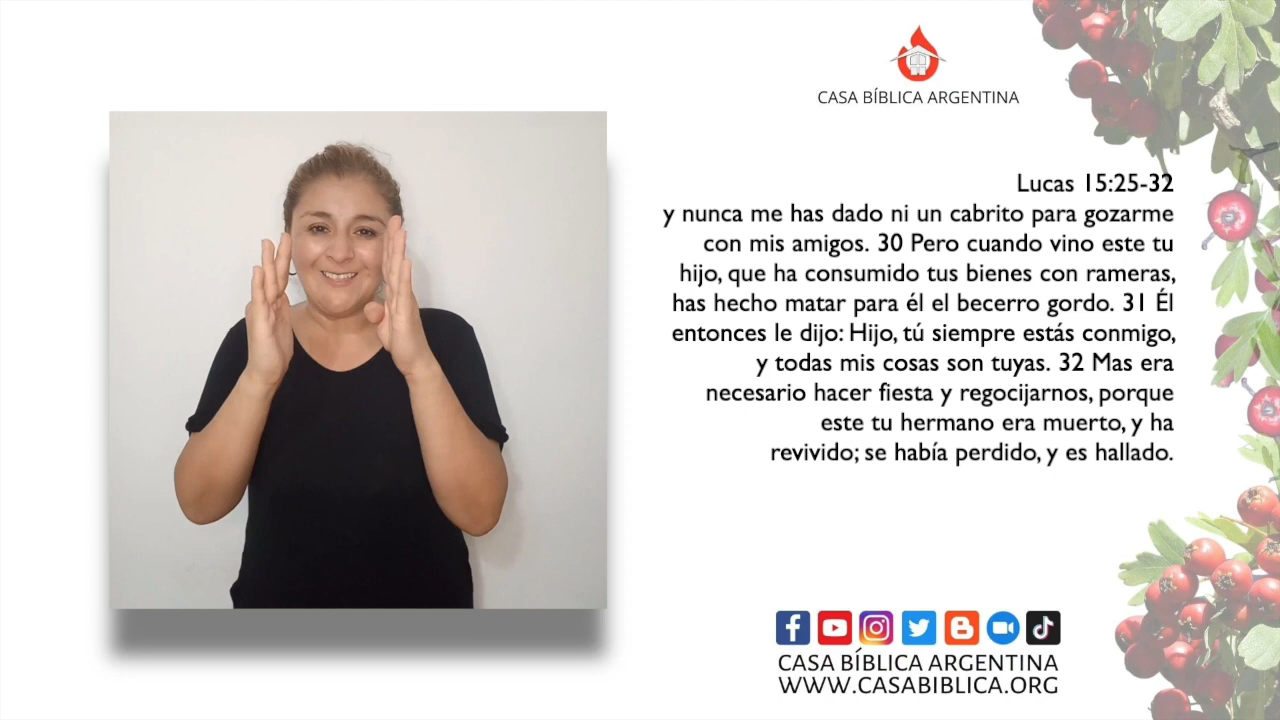 CASA BÍBLICA ARGENTINA
Lucas 15:25-32
y nunca me has dado ni un cabrito para gozarme
con mis amigos. 30 Pero cuando vino este tu
hijo, que ha consumido tus bienes con rameras,
has hecho matar para él el becerro gordo. 31 Él
entonces le dijo: Hijo, tú siempre estás conmigo,
y todas mis cosas son tuyas. 32 Mas era
necesario hacer fiesta y regocijarnos, porque
este tu hermano era muerto, y ha
revivido; se había perdido, y es hallado.
CASA BÍBLICA ARGENTINA
WWW.CASABIBLICA.ORG